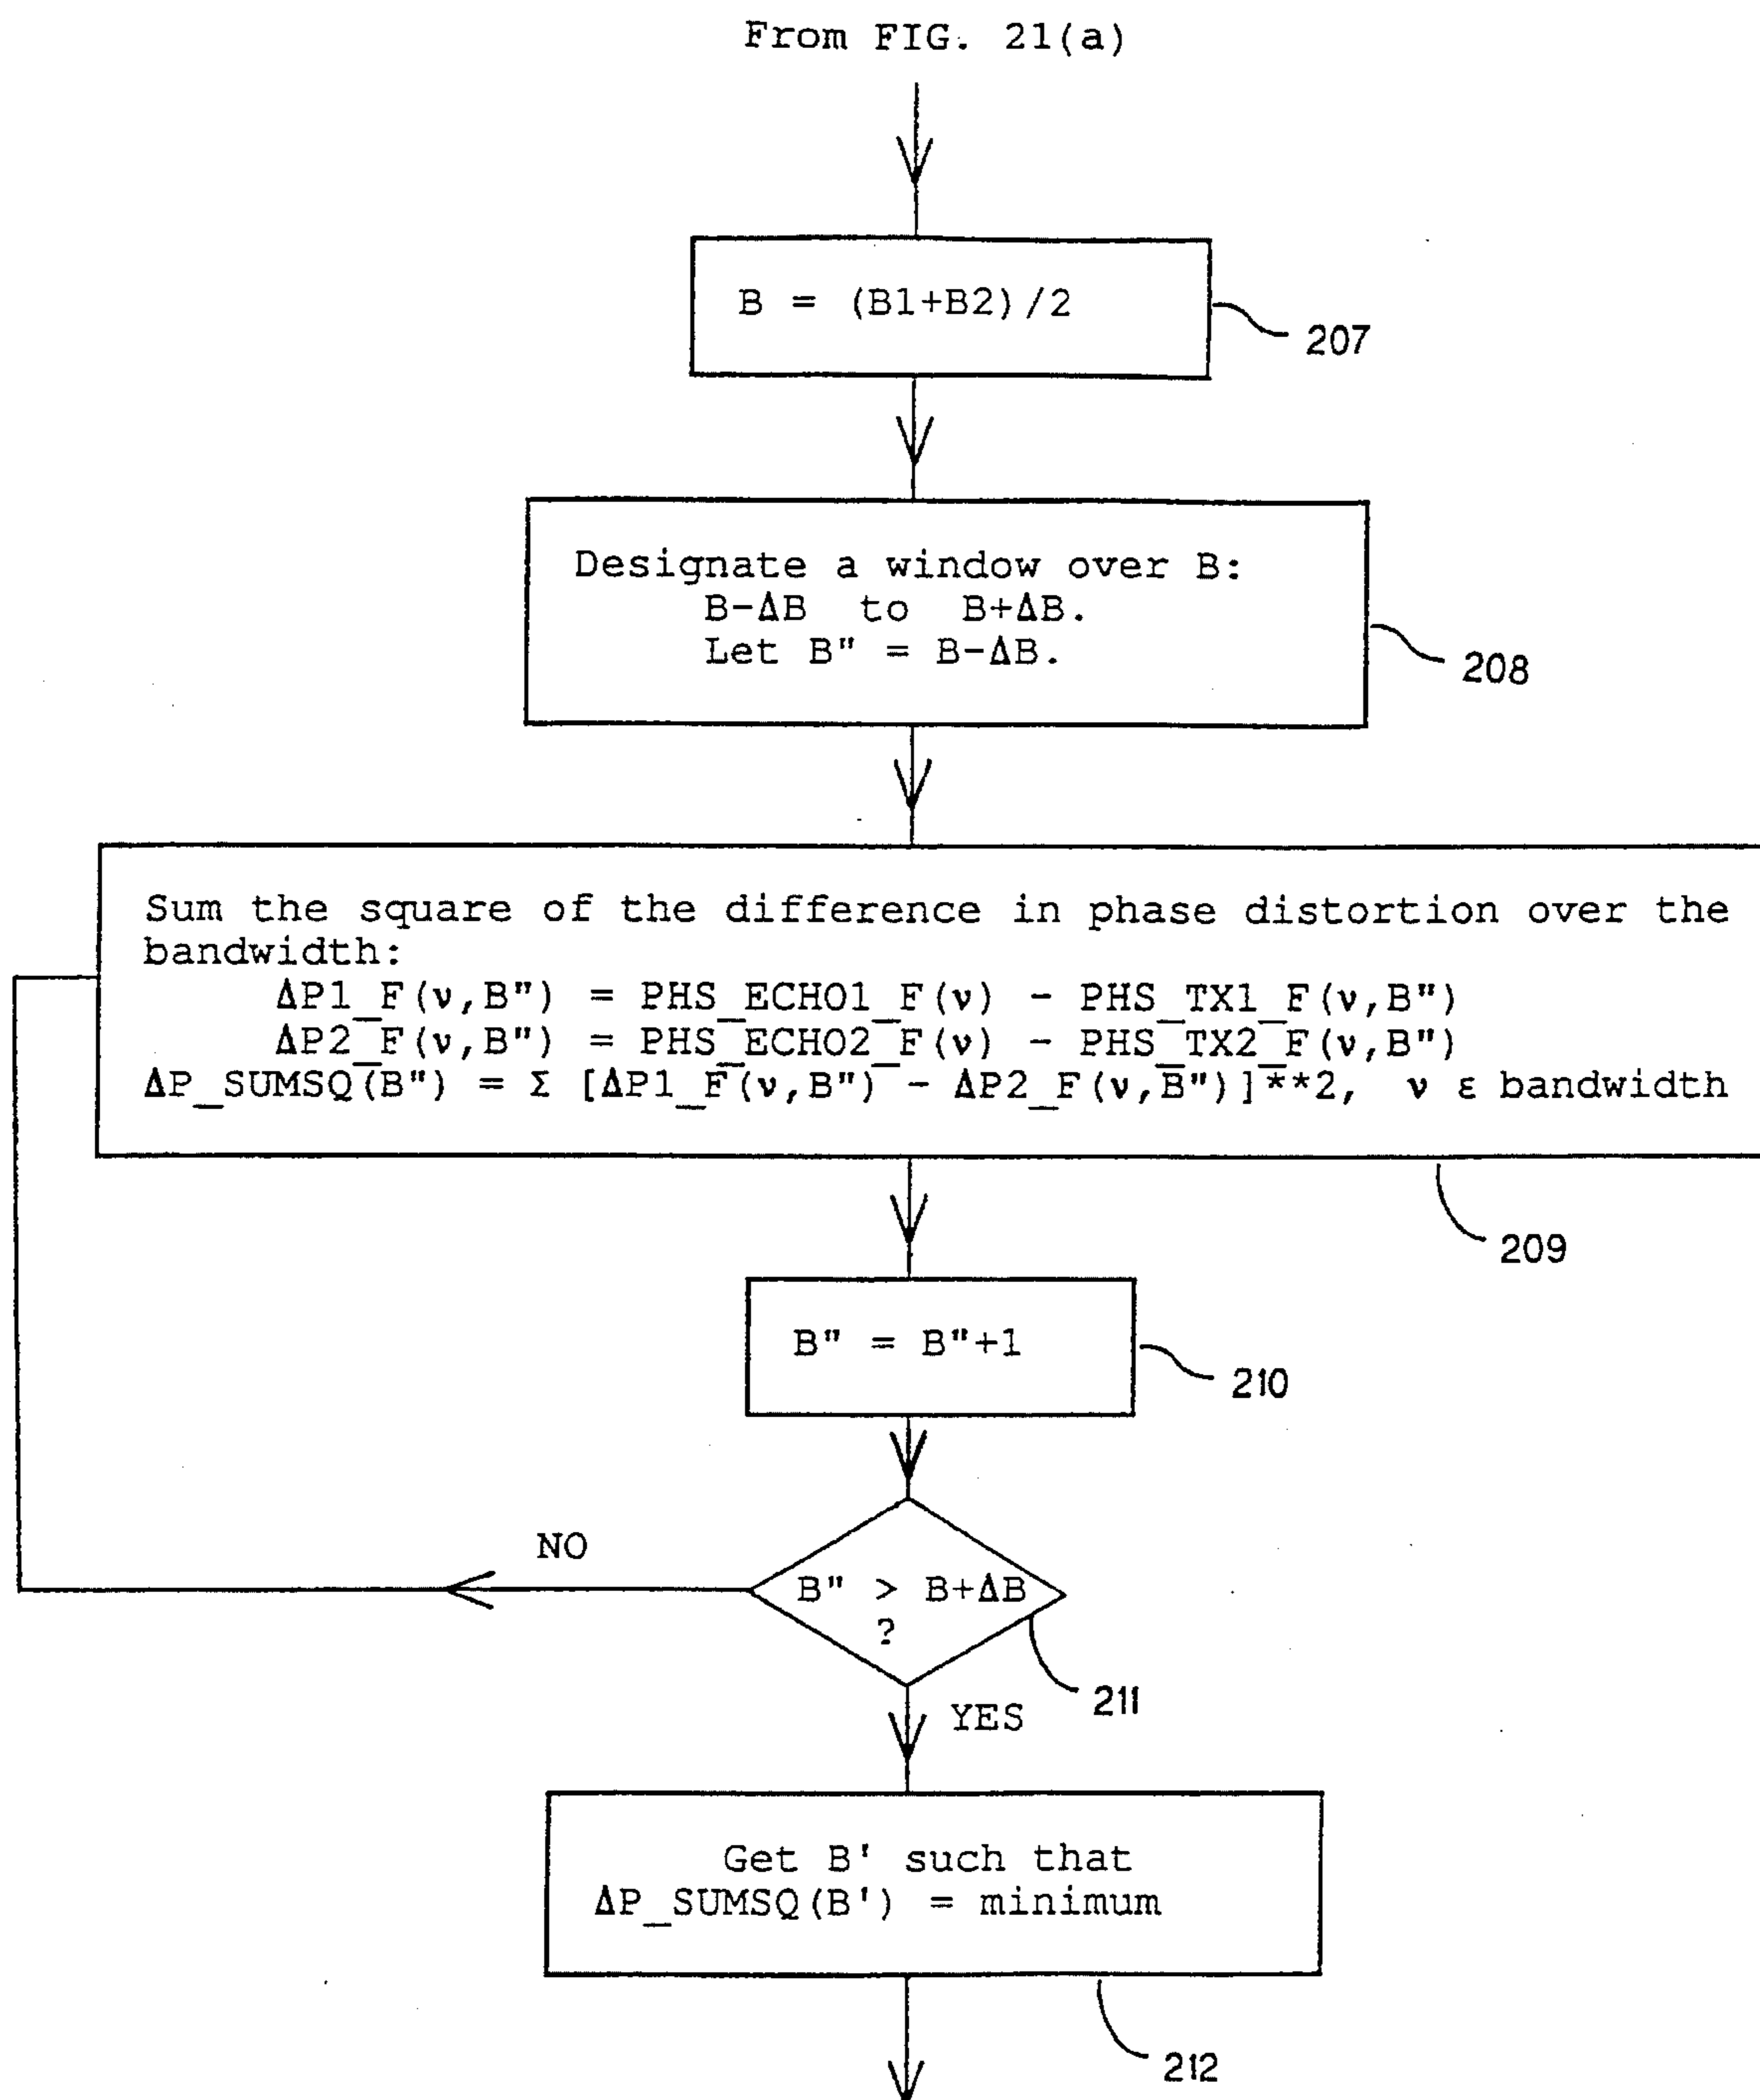 From FIG. 21(a)
B = (B1+B2)/2
207
Designate a window over B:
B-ΔB to B+ΔB.
Let B" = B-ΔB.
208
Sum the square of the difference in phase distortion over the
bandwidth:
ΔP1_F(ν,B") = PHS_ECHO1_F(ν) - PHS_TX1_F(ν,B")
ΔP2_F(ν,B") = PHS_ECHO2_F(ν) - PHS_TX2_F(ν,B")
ΔP_SUMSQ(B") = Σ [ΔP1_F(ν,B") - ΔP2_F(ν,B")]**2, ν ε bandwidth
209
B" = B"+1
210
NO
B" > B+ΔB
?
211
YES
Get B' such that
ΔP_SUMSQ(B') = minimum
212